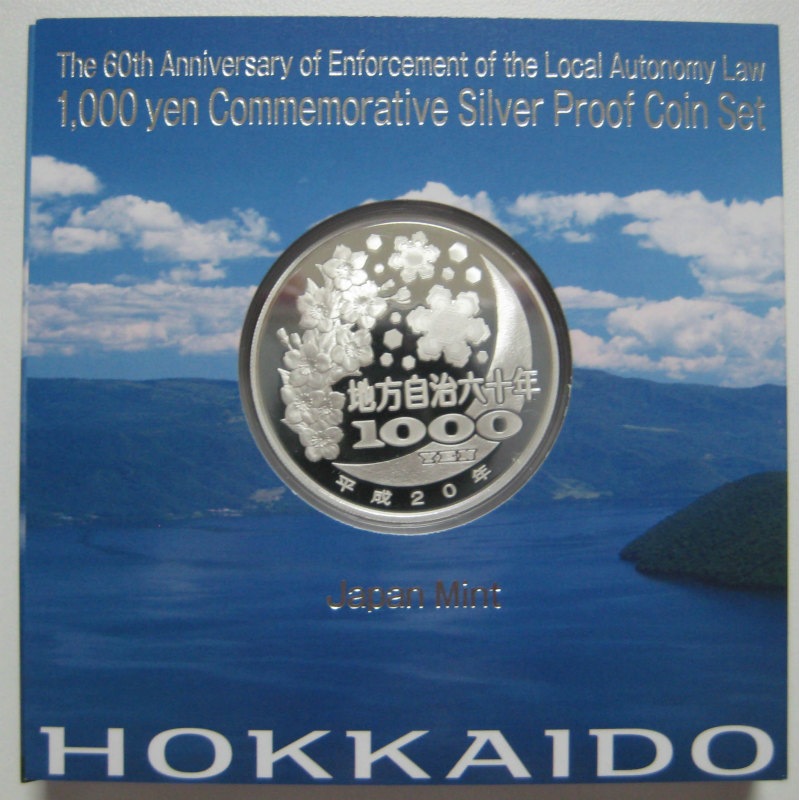 The 60th Anniversary of Enforcement of the Local Autonomy Law
1,000 yen Commemorative Silver Proof Coin Set
地方自治六十年
1000
YEN
平成20年
Japan Mint
HOKKAIDO